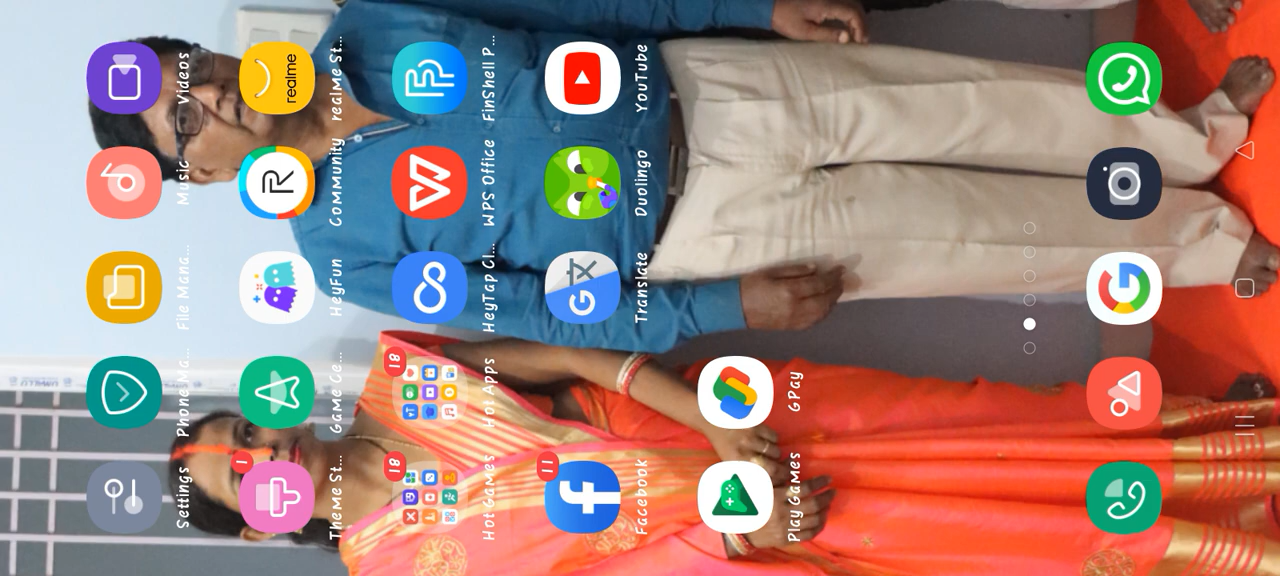 Settings Phone Ma... File Mana... Music Videos
1
realme
Theme St... Game Ce... HeyFun Community realme St...
18 18
Hot Games Hot Apps HeyTap Cl... WPS Office FinShell P...
11
Facebook Translate Duolingo YouTube
Play Games GPay